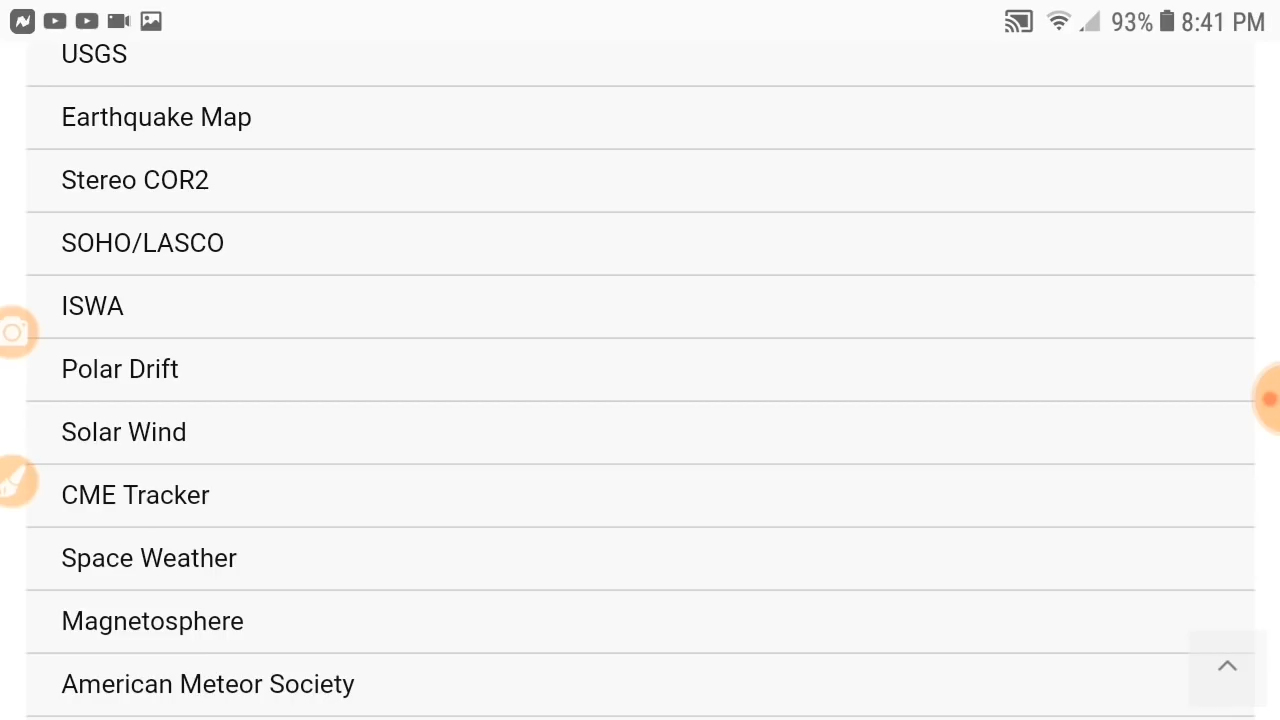 93% 8:41 PM
USGS
Earthquake Map
Stereo COR2
SOHO/LASCO
ISWA
Polar Drift
Solar Wind
CME Tracker
Space Weather
Magnetosphere
American Meteor Society